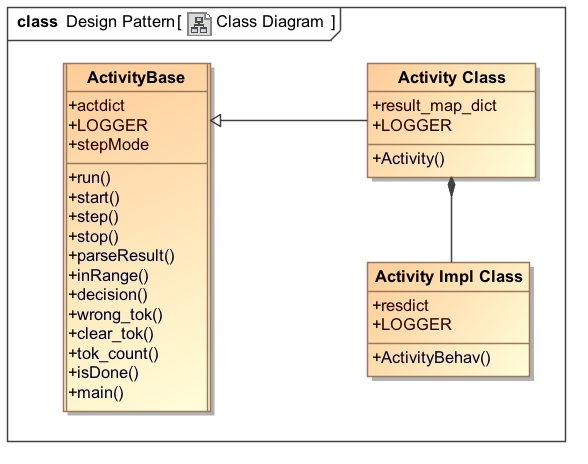 class Design Pattern[ Class Diagram ]
ActivityBase
+actdict
+LOGGER
+stepMode
+run()
+start()
+step()
+stop()
+parseResult()
+inRange()
+decision()
+wrong_tok()
+clear_tok()
+tok_count()
+isDone()
+main()
Activity Class
+result_map_dict
+LOGGER
+Activity()
Activity Impl Class
+resdict
+LOGGER
+ActivityBehav()